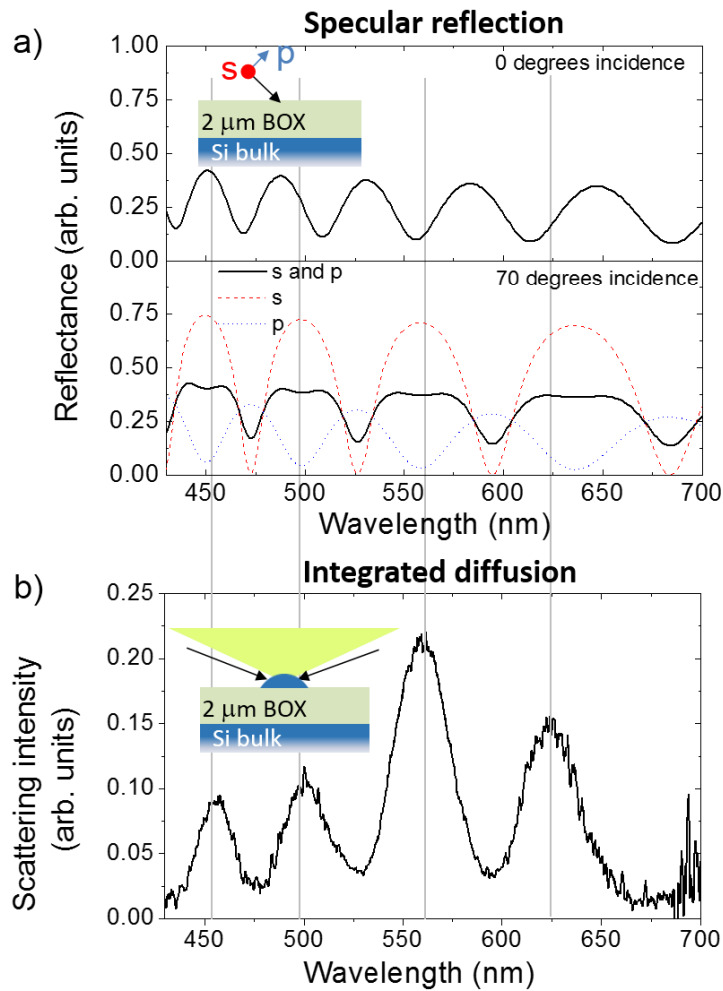 Specular reflection
a)
1.00
0.75
0.50
0.25
0.00
s
p
0 degrees incidence
2 μm BOX
Si bulk
s and p
s
p
70 degrees incidence
0.75
0.50
0.25
0.00
Reflectance (arb. units)
450 500 550 600 650 700
Wavelength (nm)
b)
Integrated diffusion
0.25
0.20
0.15
0.10
0.05
0.00
2 μm BOX
Si bulk
Scattering intensity
(arb. units)
450 500 550 600 650 700
Wavelength (nm)